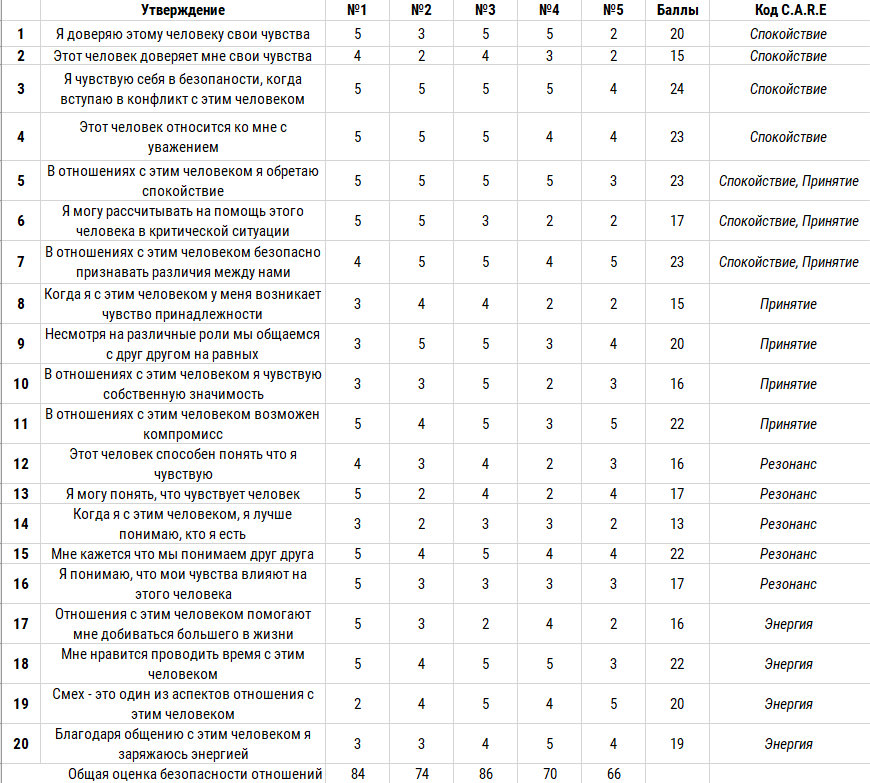 Утверждение №1 №2 №3 №4 №5 Баллы Код C.A.R.E
1 Я доверяю этому человеку свои чувства 5 3 5 5 2 20 Спокойствие
2 Этот человек доверяет мне свои чувства 4 2 4 3 2 15 Спокойствие
3 Я чувствую себя в безопаности, когда
вступаю в конфликт с этим человеком 5 5 5 5 4 24 Спокойствие
4 Этот человек относится ко мне с
уважением 5 5 5 4 4 23 Спокойствие
5 В отношениях с этим человеком я обретаю
спокойствие 5 5 5 5 3 23 Спокойствие, Принятие
6 Я могу рассчитывать на помощь этого
человека в критической ситуации 5 5 3 2 2 17 Спокойствие, Принятие
7 В отношениях с этим человеком безопасно
признавать различия между нами 4 5 5 4 5 23 Спокойствие, Принятие
8 Когда я с этим человеком у меня возникает
чувство принадлежности 3 4 4 2 2 15 Принятие
9 Несмотря на различные роли мы общаемся
с друг другом на равных 3 5 5 3 4 20 Принятие
10 В отношениях с этим человеком я чувствую
собственную значимость 3 3 5 2 3 16 Принятие
11 В отношениях с этим человеком возможен
компромисс 5 4 5 3 5 22 Принятие
12 Этот человек способен понять что я
чувствую 4 3 4 2 3 16 Резонанс
13 Я могу понять, что чувствует человек 5 2 4 2 4 17 Резонанс
14 Когда я с этим человеком, я лучше
понимаю, кто я есть 3 2 3 3 2 13 Резонанс
15 Мне кажется что мы понимаем друг друга 5 4 5 4 4 22 Резонанс
16 Я понимаю, что мои чувства влияют на
этого человека 5 3 3 3 3 17 Резонанс
17 Отношения с этим человеком помогают
мне добиваться большего в жизни 5 3 2 4 2 16 Энергия
18 Мне нравится проводить время с этим
человеком 5 4 5 5 3 22 Энергия
19 Смех - это один из аспектов отношения с
этим человеком 2 4 5 4 5 20 Энергия
20 Благодаря общению с этим человеком я
заряжаюсь энергией 3 3 4 5 4 19 Энергия
Общая оценка безопасности отношений 84 74 86 70 66